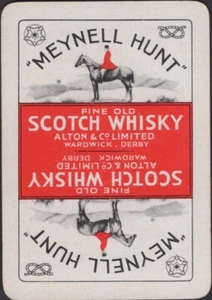 "MEYNELL HUNT"
FINE OLD
SCOTCH WHISKY
ALTON & Co LIMITED.
WARDWICK . DERBY
WARDWICK DERBY
ALTON & Co LIMITED
SCOTCH WHISKY
FINE OLD
"MEYNELL HUNT"